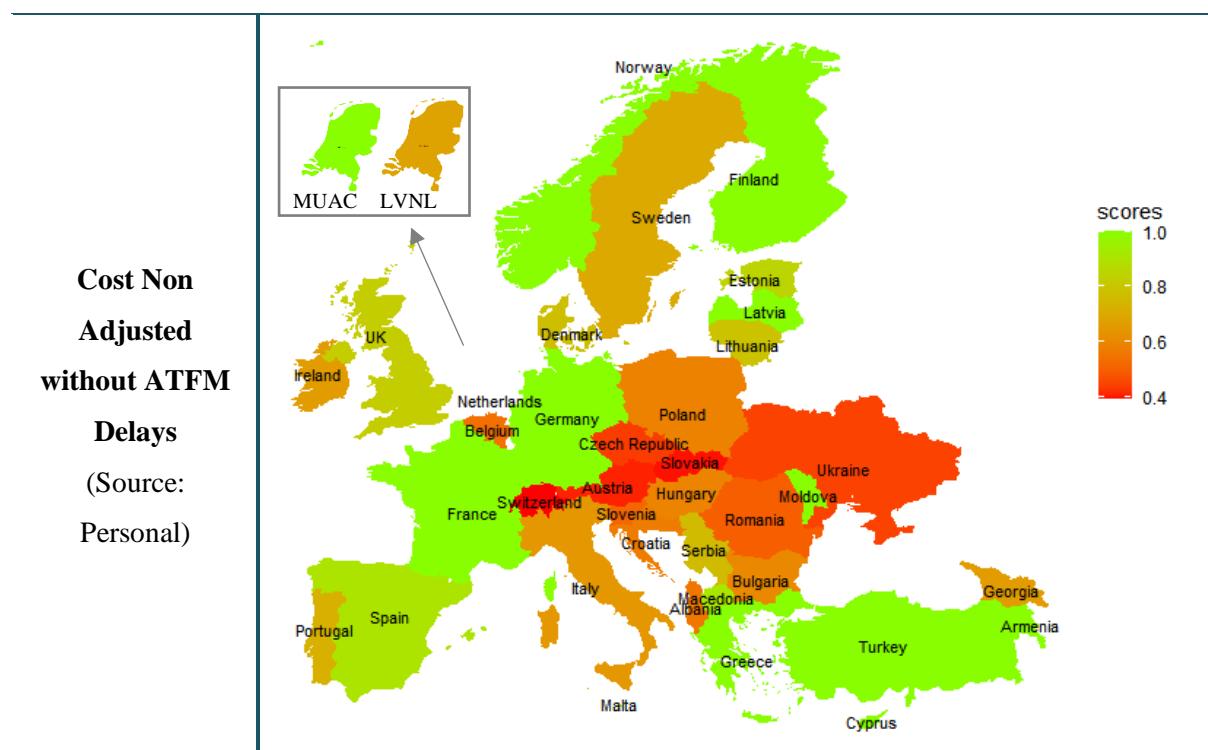 Cost Non
Adjusted
without ATFM
Delays
(Source:
Personal)
Norway
MUAC LVNL
Finland
Sweden
scores
1.0
0.8
0.6
0.4
Estonia
Latvia
Lithuania
Denmark
UK
Ireland
Netherlands
Germany
Belgium
Poland
Czech Republic
Slovakia
Ukraine
Austria
Switzerland
Hungary
Moldova
France
Slovenia
Romania
Croatia
Serbia
Bulgaria
Italy
Macedonia
Albania
Georgia
Armenia
Spain
Portugal
Turkey
Greece
Malta
Cyprus